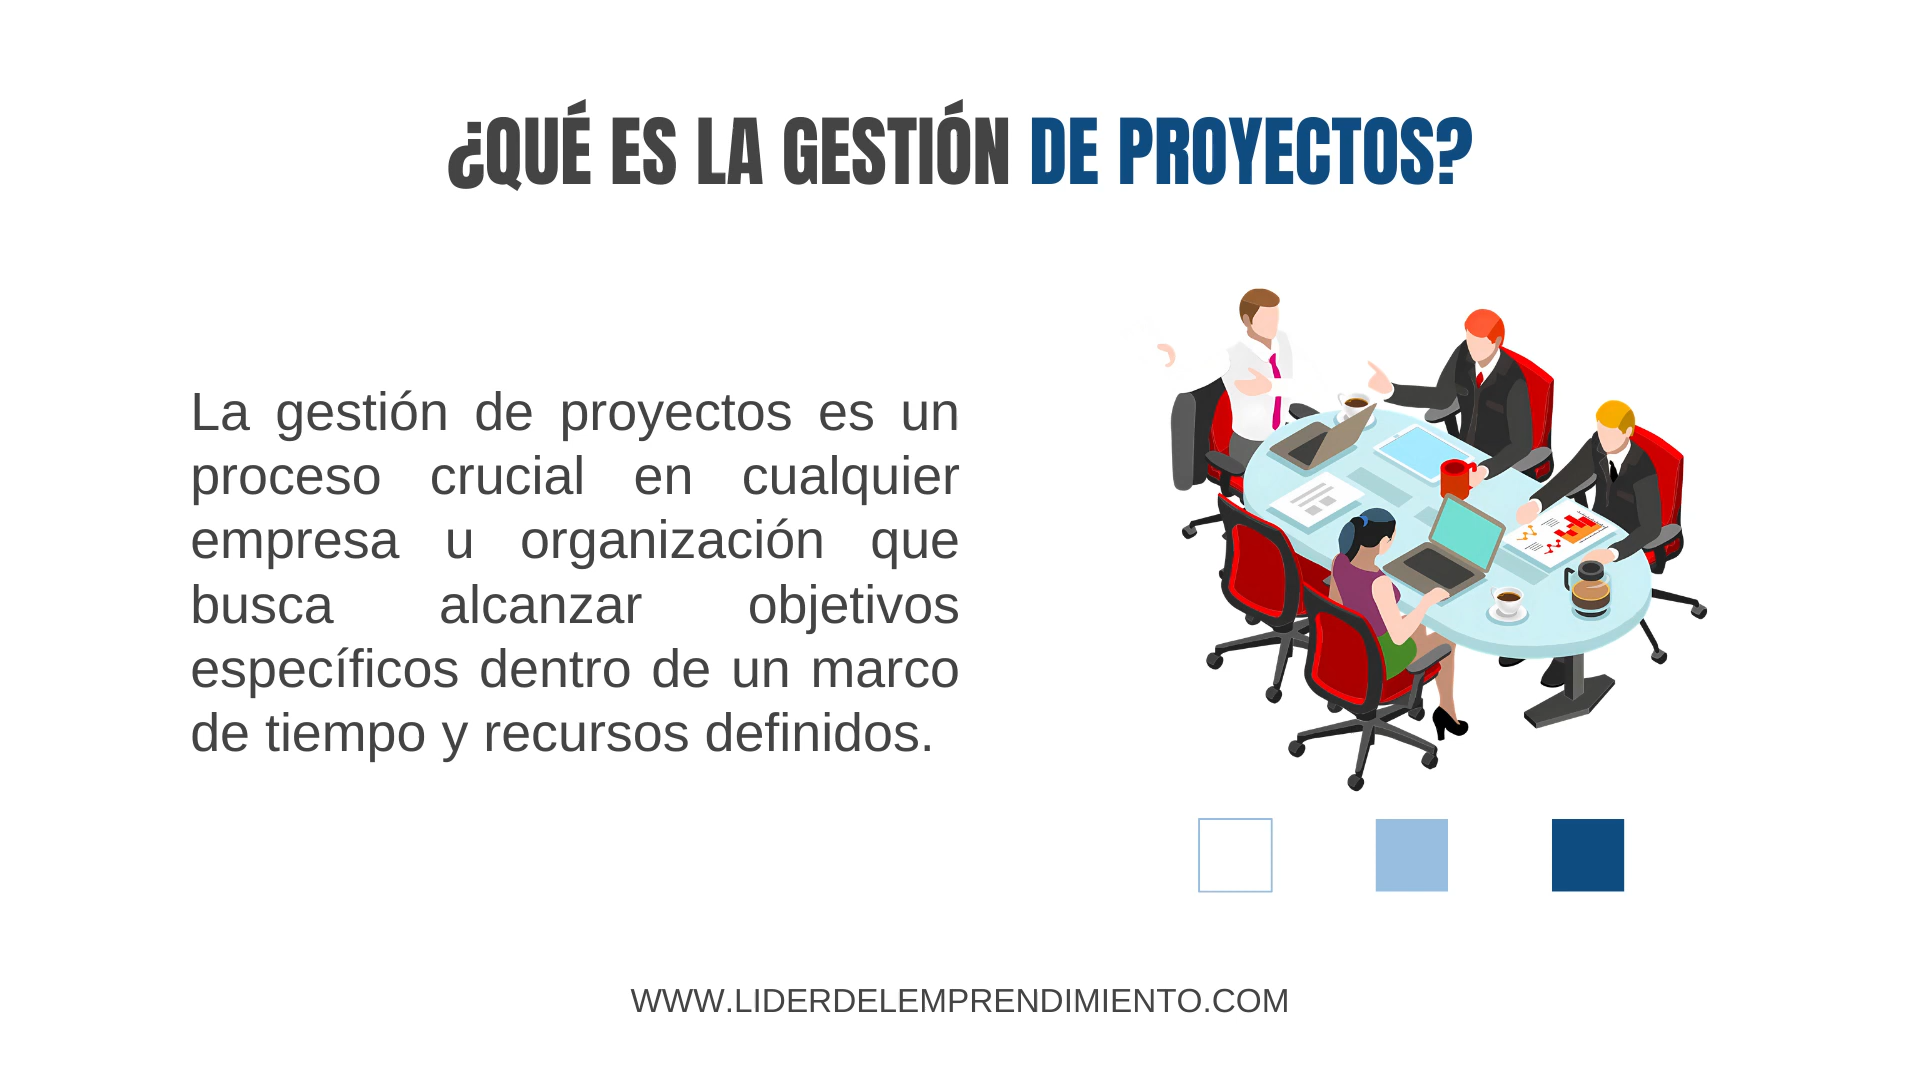 ¿QUÉ ES LA GESTIÓN DE PROYECTOS?
La gestión de proyectos es un
proceso crucial en cualquier
empresa u organización que
busca alcanzar objetivos
específicos dentro de un marco
de tiempo y recursos definidos.
WWW.LIDERDELEMPRENDIMIENTO.COM